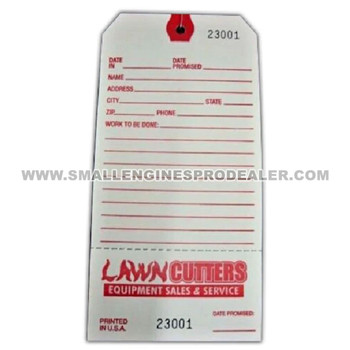 23001
DATE IN DATE PROMISED
NAME
ADDRESS
CITY STATE
ZIP PHONE
WORK TO BE DONE:
WWW.SMALLENGINESPRODEALER.COM
LAWN CUTTERS
EQUIPMENT SALES & SERVICE
DATE PROMISED:
PRINTED IN U.S.A. 23001